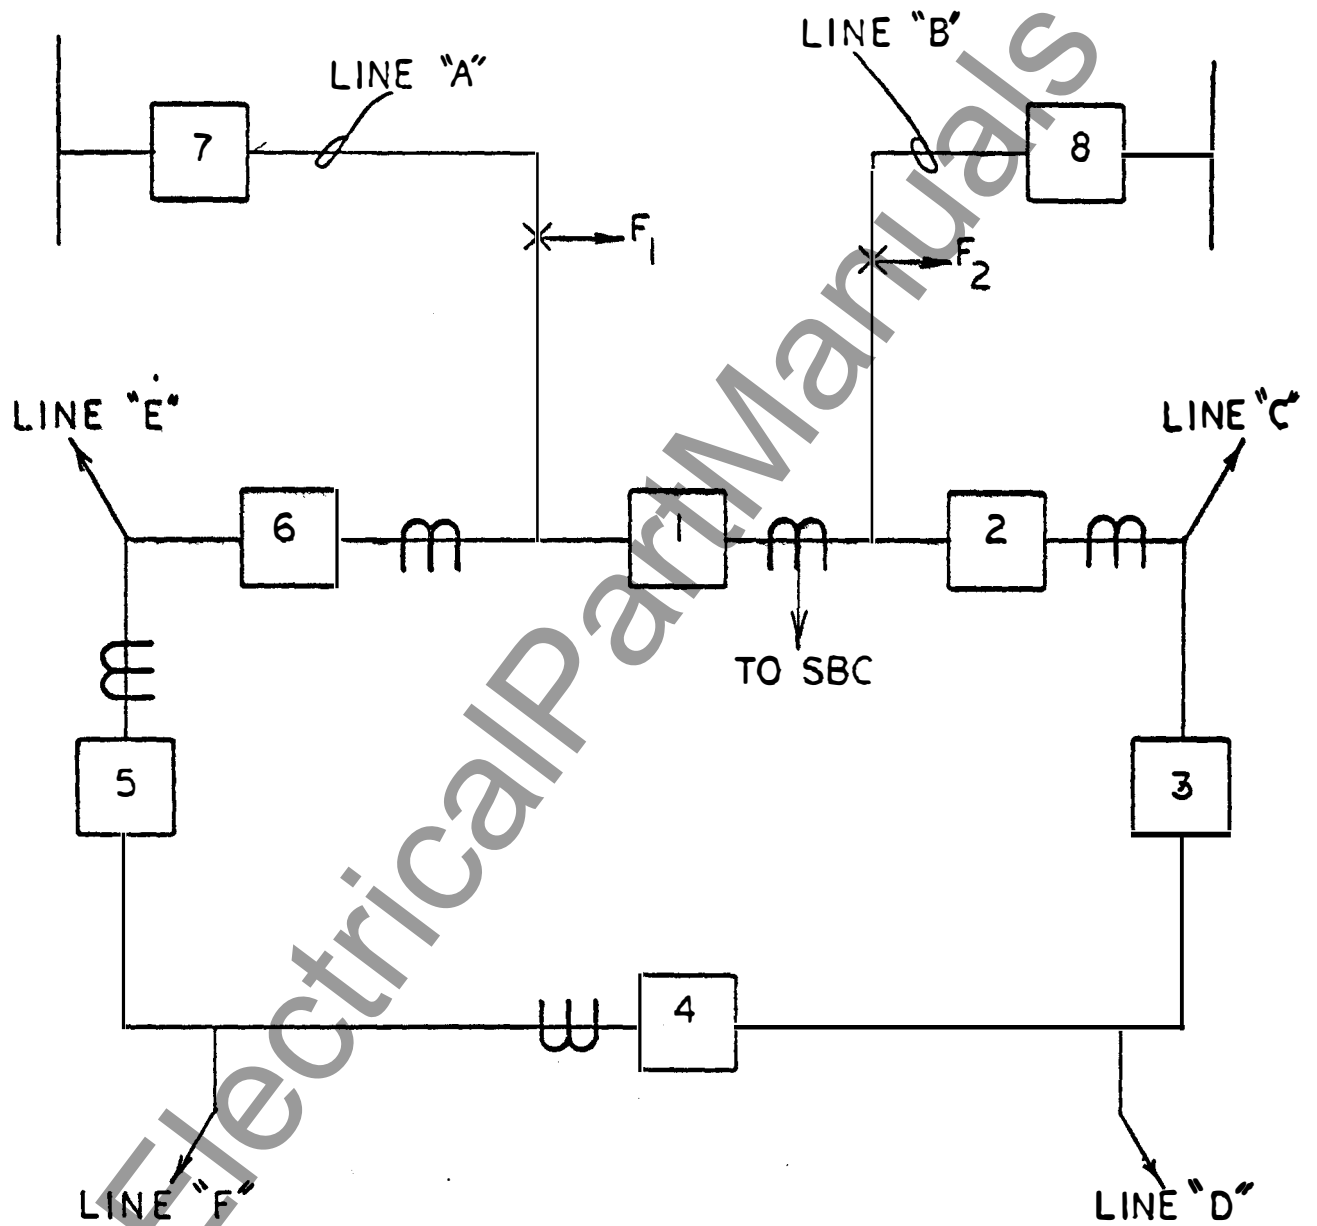 LINE "B"
LINE "A"
7
8
F1
F2
LINE "E"
LINE "C"
6
1
2
TO SBC
5
3
4
LINE "F"
LINE "D"
ElectricalPartManuals